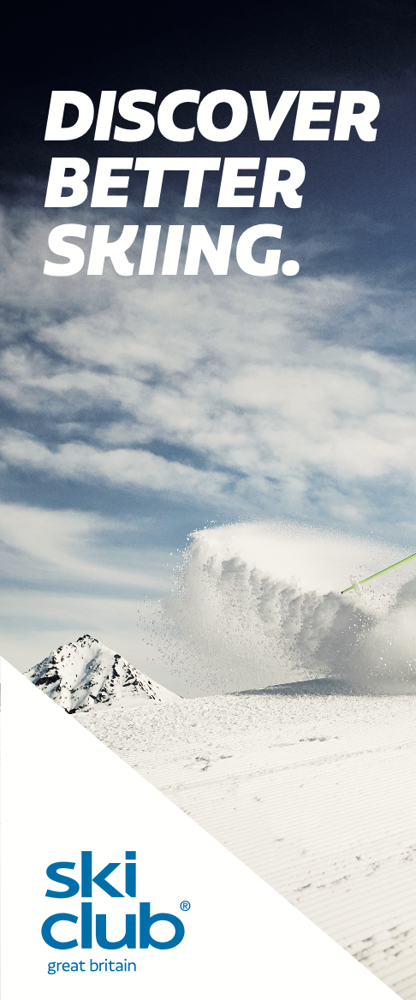 DISCOVER
BETTER
SKIING.
ski
club®
great britain